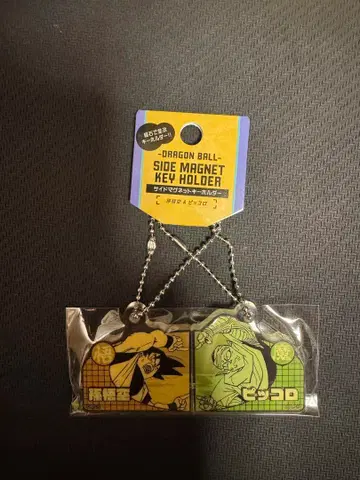 磁石で並ぶ
キーホルダー!!
-DRAGON BALL-
SIDE MAGNET
KEY HOLDER
サイドマグネットキーホルダー
孫悟空 & ピッコロ
孫悟空
ピッコロ